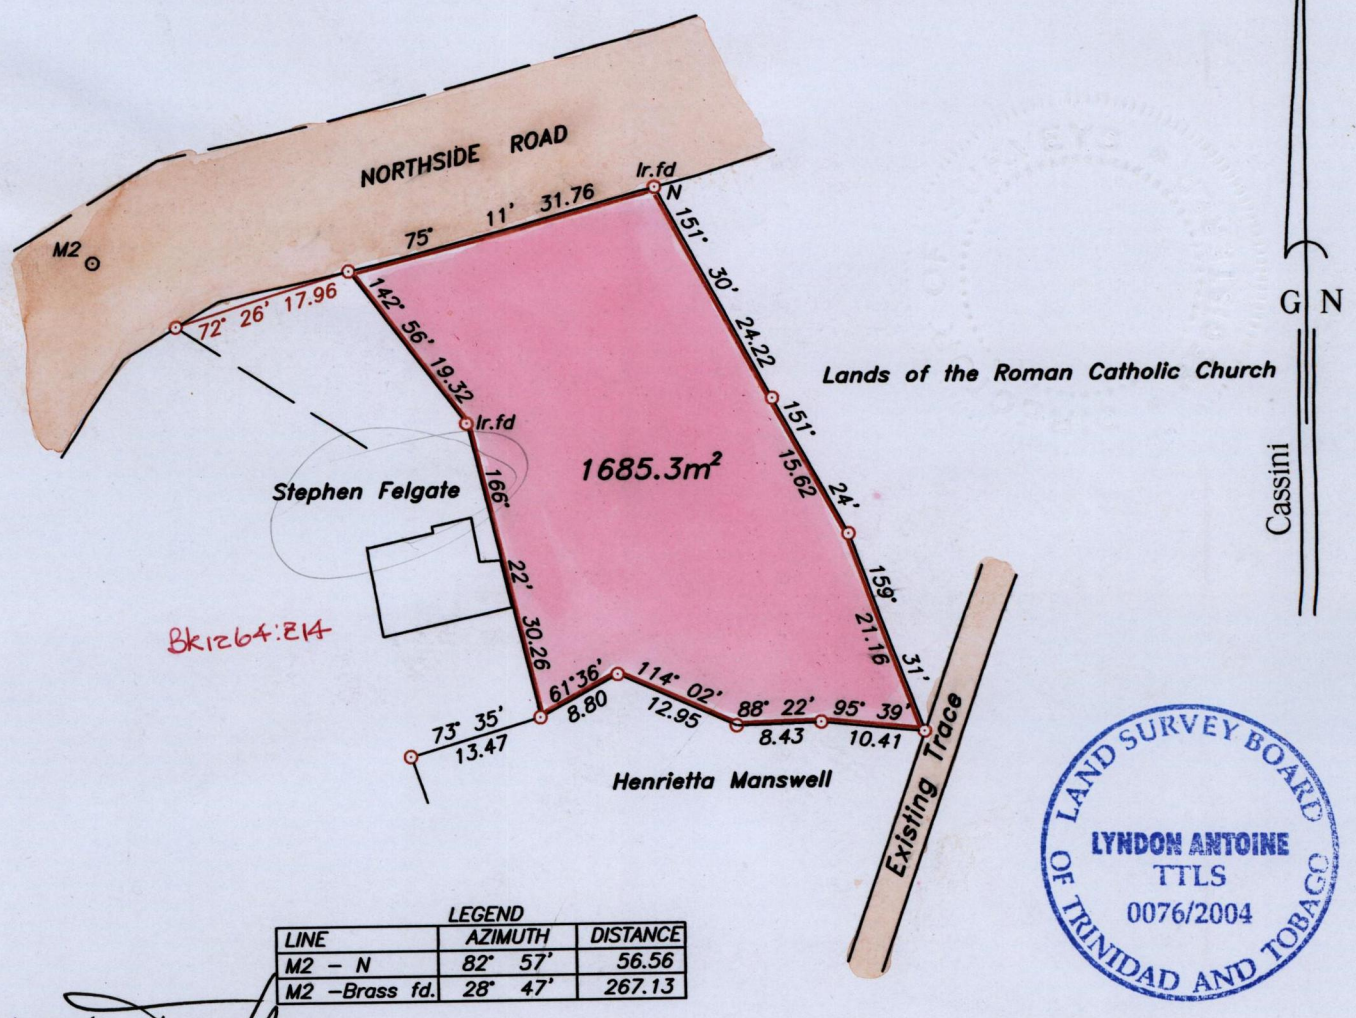 NORTHSIDE ROAD
Ir.fd
N
M2
75° 11' 31.76
72° 26' 17.96
142° 56' 19.32
Ir.fd
151° 30' 24.22
G N
Lands of the Roman Catholic Church
151° 24'
15.62
1685.3m²
Stephen Felgate
166° 22' 30.26
Cassini
159° 31'
21.16
Bk1264:E14
61°36'
8.80
114° 02'
12.95
88° 22'
8.43
95° 39'
10.41
73° 35'
13.47
Henrietta Manswell
Existing Trace
LAND SURVEY BOARD
OF TRINIDAD AND TOBAGO
LYNDON ANTOINE
TTLS
0076/2004
LEGEND
LINE AZIMUTH DISTANCE
M2 - N 82° 57' 56.56
M2 -Brass fd. 28° 47' 267.13